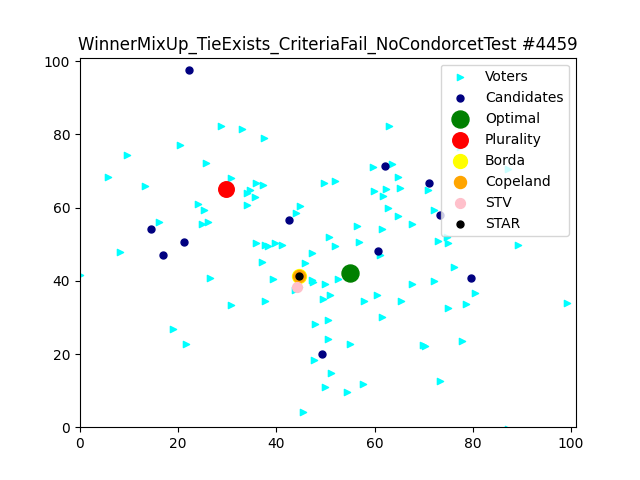 WinnerMixUp_TieExists_CriteriaFail_NoCondorcetTest #4459
100
80
60
40
20
0
0 20 40 60 80 100
Voters
Candidates
Optimal
Plurality
Borda
Copeland
STV
STAR